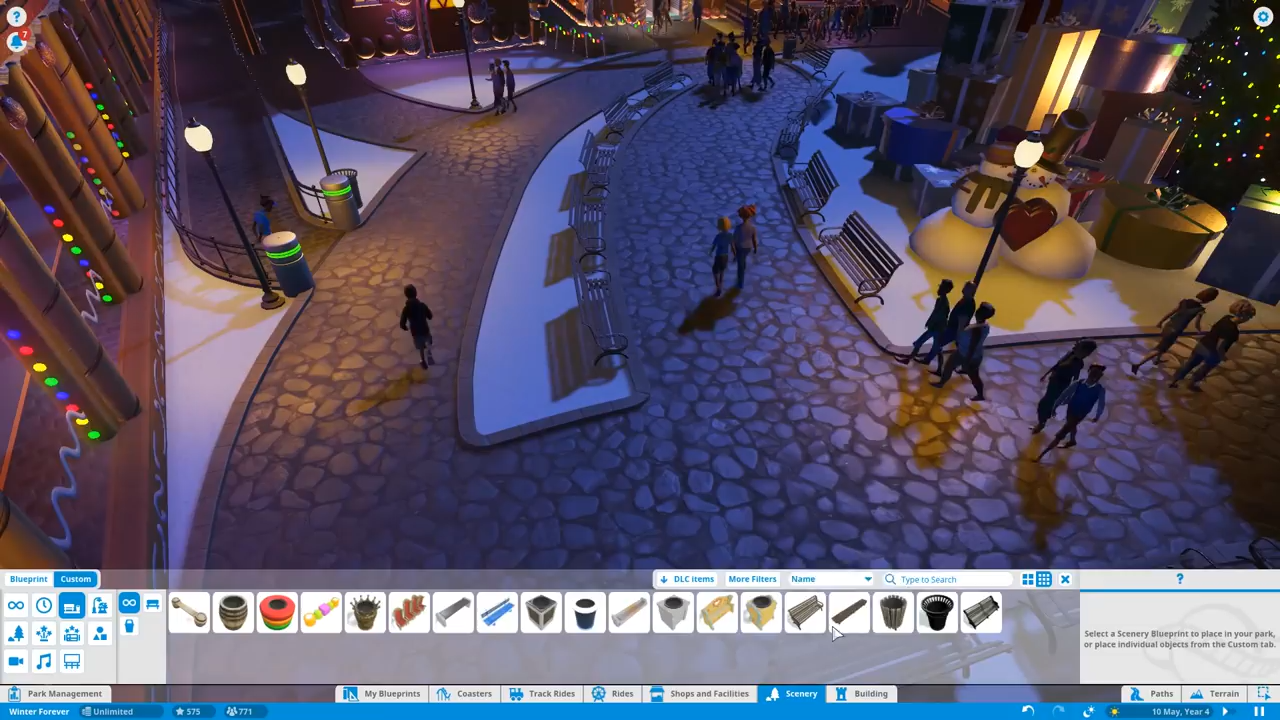 7
Blueprint
Custom
DLC items
More Filters
Name
Type to Search
Select a Scenery Blueprint to place in your park,
or place individual objects from the Custom tab.
Park Management
My Blueprints
Coasters
Track Rides
Rides
Shops and Facilities
Scenery
Building
Paths
Terrain
Winter Forever
Unlimited
575
771
10 May, Year 4